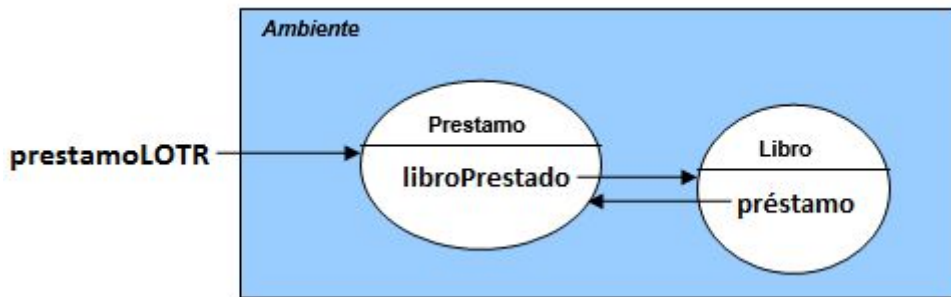 Ambiente
Prestamo
prestamoLOTR
libroPrestado
Libro
préstamo